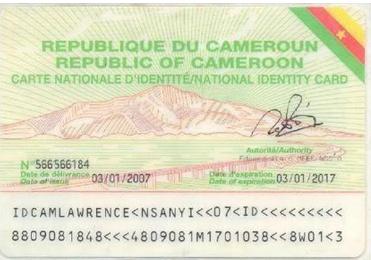 REPUBLIQUE DU CAMEROUN
REPUBLIC OF CAMEROON
CARTE NATIONALE D'IDENTITÉ/NATIONAL IDENTITY CARD
Autorité/Authority
N° 566566184
Date de délivrance Date d'expiration
Date of issue 03/01/2007 Date of expiration 03/01/2017
IDCAMLAWRENCE<NSANYI<<07<ID<<<<<<<<<
8809081848<<<4809081M1701038<<8W01<3